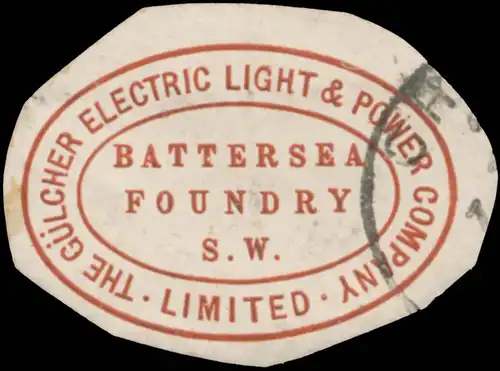 THE GÜLCHER ELECTRIC LIGHT & POWER COMPANY
· LIMITED ·
BATTERSEA
FOUNDRY
S.W.